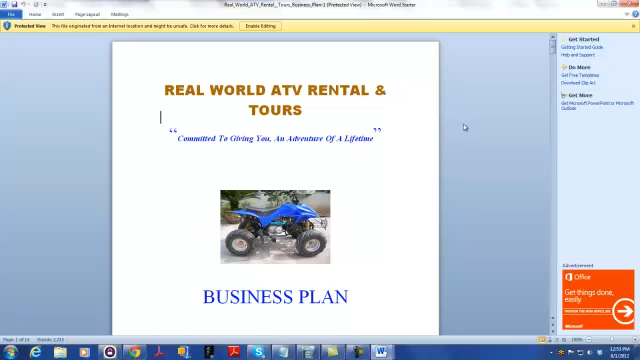 Real_World_ATV_Rental__Tours_Business_Plan-1 (Protected View) - Microsoft Word Starter
File Home Insert Page Layout Mailings
Protected View This file originated from an Internet location and might be unsafe. Click for more details. Enable Editing
REAL WORLD ATV RENTAL &
TOURS
“Committed To Giving You, An Adventure Of A Lifetime”
BUSINESS PLAN
Get Started
Getting Started Guide
Help and Support
Do More
Get Free Templates
Download Clip Art
Get More
Get Microsoft PowerPoint or Microsoft
Outlook
Advertisement
Office
Get things done,
easily.
Microsoft
100%
12:53 PM